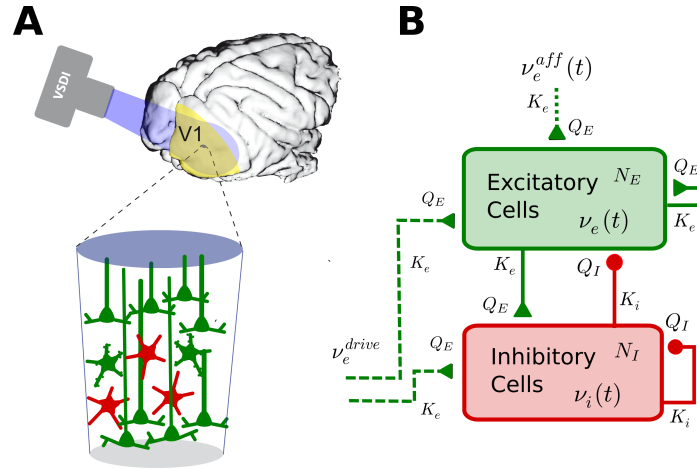 A
VSDI
V1
B
ν_e^{aff}(t)
K_e
Q_E
Excitatory
Cells
N_E
ν_e(t)
Q_E
K_e
Q_E
K_e
K_e
Q_I
Q_E
K_i
ν_e^{drive}
Q_E
K_e
Inhibitory
Cells
N_I
ν_i(t)
Q_I
K_i